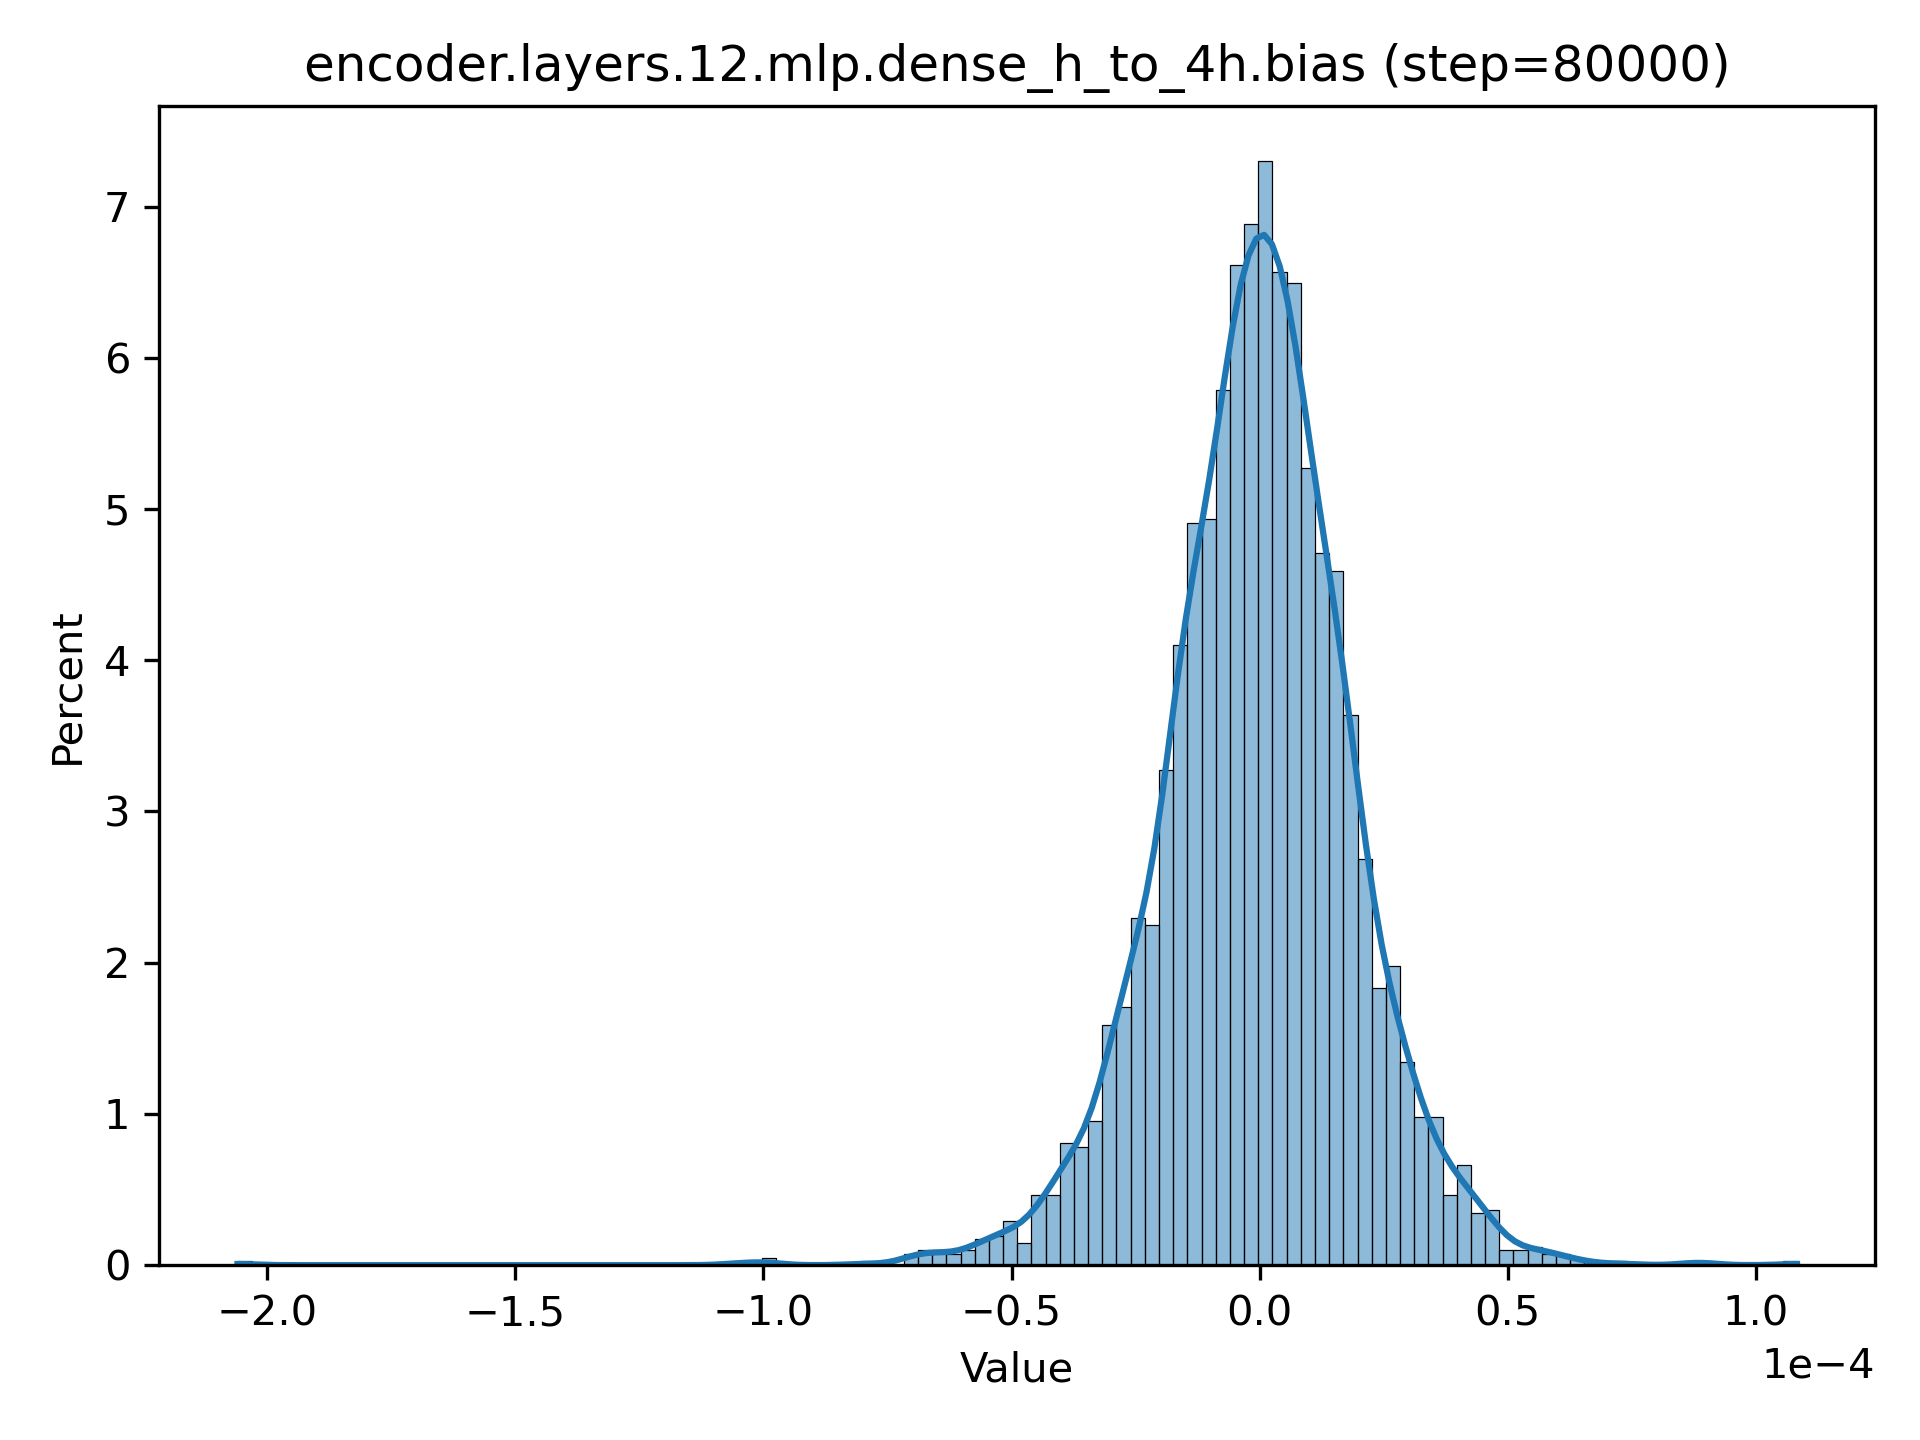 encoder.layers.12.mlp.dense_h_to_4h.bias (step=80000)
7
6
5
4
3
2
1
0
Percent
−2.0 −1.5 −1.0 −0.5 0.0 0.5 1.0
1e−4
Value